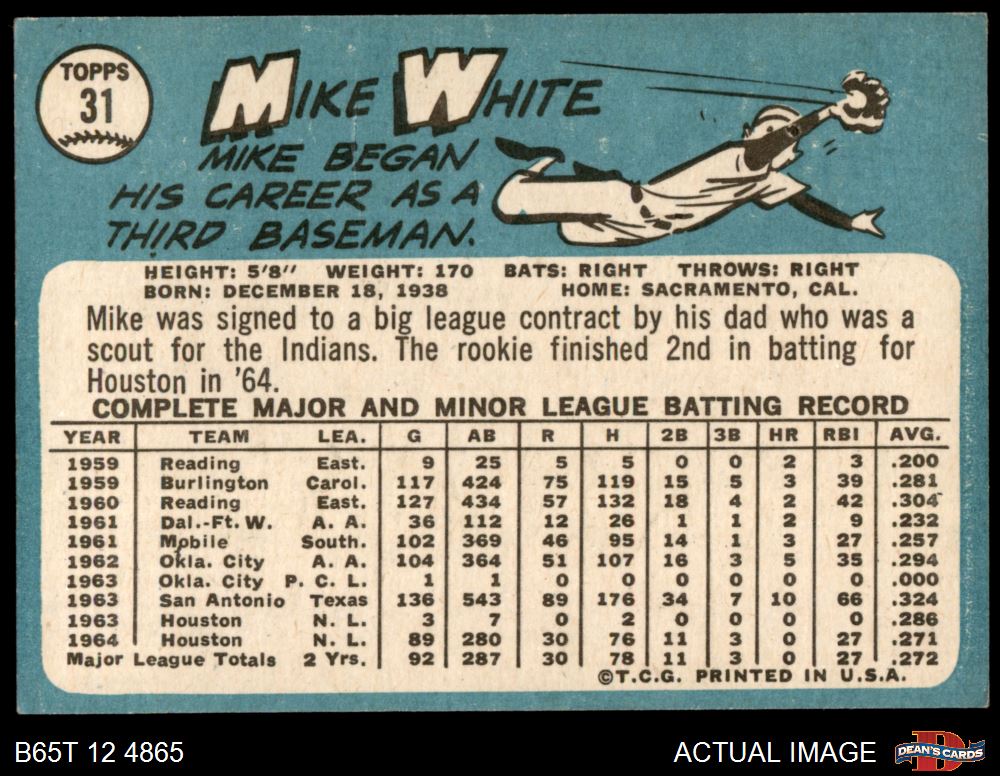 TOPPS
31
MIKE WHITE
MIKE BEGAN
HIS CAREER AS A
THIRD BASEMAN.
HEIGHT: 5'8" WEIGHT: 170 BATS: RIGHT THROWS: RIGHT
BORN: DECEMBER 18, 1938 HOME: SACRAMENTO, CAL.
Mike was signed to a big league contract by his dad who was a
scout for the Indians. The rookie finished 2nd in batting for
Houston in '64.
COMPLETE MAJOR AND MINOR LEAGUE BATTING RECORD
YEAR TEAM LEA. G AB R H 2B 3B HR RBI AVG.
1959 Reading East. 9 25 5 5 0 0 2 3 .200
1959 Burlington Carol. 117 424 75 119 15 5 3 39 .281
1960 Reading East. 127 434 57 132 18 4 2 42 .304
1961 Dal.-Ft. W. A. A. 36 112 12 26 1 1 2 9 .232
1961 Mobile South. 102 369 46 95 14 1 3 27 .257
1962 Okla. City A. A. 104 364 51 107 16 3 5 35 .294
1963 Okla. City P. C. L. 1 1 0 0 0 0 0 0 .000
1963 San Antonio Texas 136 543 89 176 34 7 10 66 .324
1963 Houston N. L. 3 7 0 2 0 0 0 0 .286
1964 Houston N. L. 89 280 30 76 11 3 0 27 .271
Major League Totals 2 Yrs. 92 287 30 78 11 3 0 27 .272
©T.C.G. PRINTED IN U.S.A.
B65T 12 4865 ACTUAL IMAGE DEAN'S CARDS